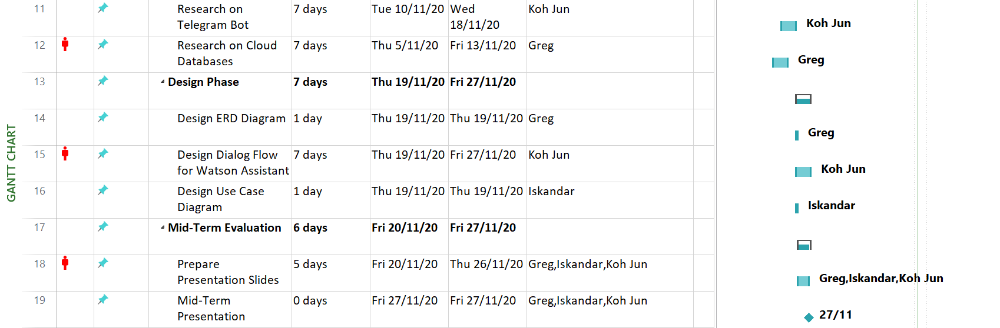 GANTT CHART
11 Research on 7 days Tue 10/11/20 Wed Koh Jun
Telegram Bot 18/11/20
Koh Jun
12 Research on Cloud 7 days Thu 5/11/20 Fri 13/11/20 Greg
Databases
Greg
13 Design Phase 7 days Thu 19/11/20 Fri 27/11/20
14 Design ERD Diagram 1 day Thu 19/11/20 Thu 19/11/20 Greg
Greg
15 Design Dialog Flow 7 days Thu 19/11/20 Fri 27/11/20 Koh Jun
for Watson Assistant
Koh Jun
16 Design Use Case 1 day Thu 19/11/20 Thu 19/11/20 Iskandar
Diagram
Iskandar
17 Mid-Term Evaluation 6 days Fri 20/11/20 Fri 27/11/20
18 Prepare 5 days Fri 20/11/20 Thu 26/11/20 Greg,Iskandar,Koh Jun
Presentation Slides
Greg,Iskandar,Koh Jun
19 Mid-Term 0 days Fri 27/11/20 Fri 27/11/20 Greg,Iskandar,Koh Jun
Presentation
27/11